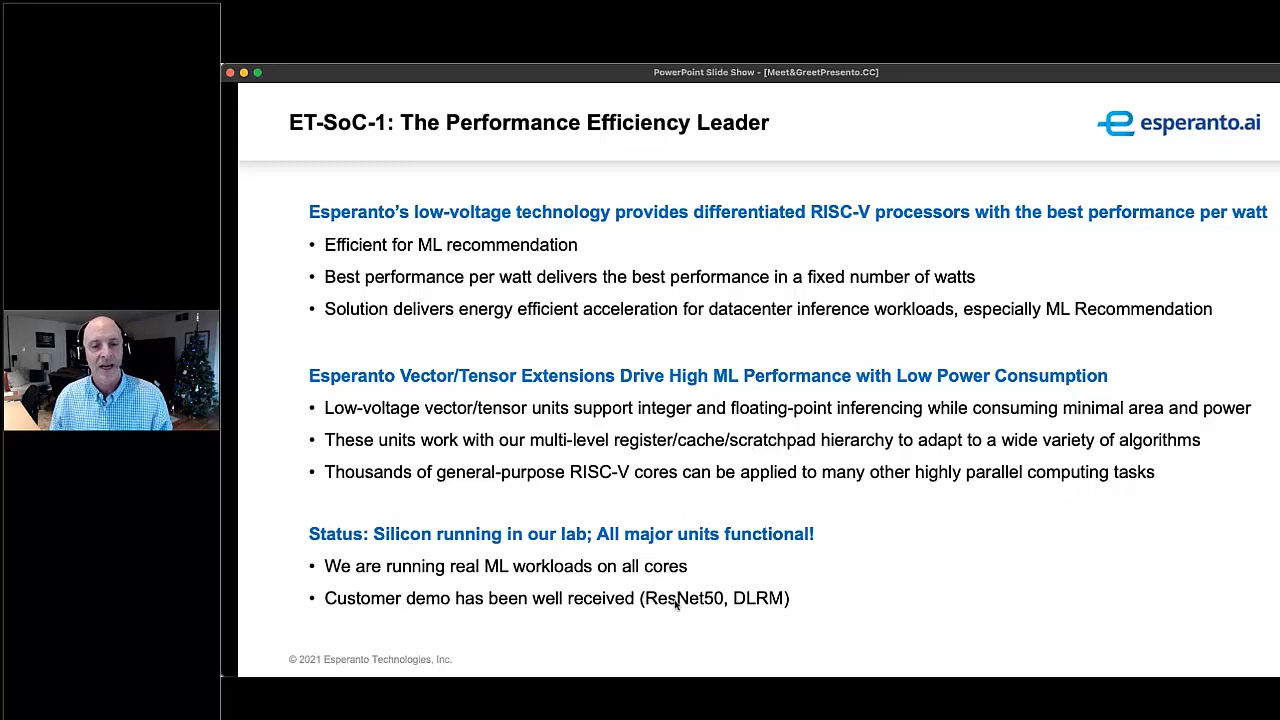 PowerPoint Slide Show - [Meet&GreetPresento.CC]
ET-SoC-1: The Performance Efficiency Leader
esperanto.ai
Esperanto’s low-voltage technology provides differentiated RISC-V processors with the best performance per watt
• Efficient for ML recommendation
• Best performance per watt delivers the best performance in a fixed number of watts
• Solution delivers energy efficient acceleration for datacenter inference workloads, especially ML Recommendation
Esperanto Vector/Tensor Extensions Drive High ML Performance with Low Power Consumption
• Low-voltage vector/tensor units support integer and floating-point inferencing while consuming minimal area and power
• These units work with our multi-level register/cache/scratchpad hierarchy to adapt to a wide variety of algorithms
• Thousands of general-purpose RISC-V cores can be applied to many other highly parallel computing tasks
Status: Silicon running in our lab; All major units functional!
• We are running real ML workloads on all cores
• Customer demo has been well received (ResNet50, DLRM)
© 2021 Esperanto Technologies, Inc.